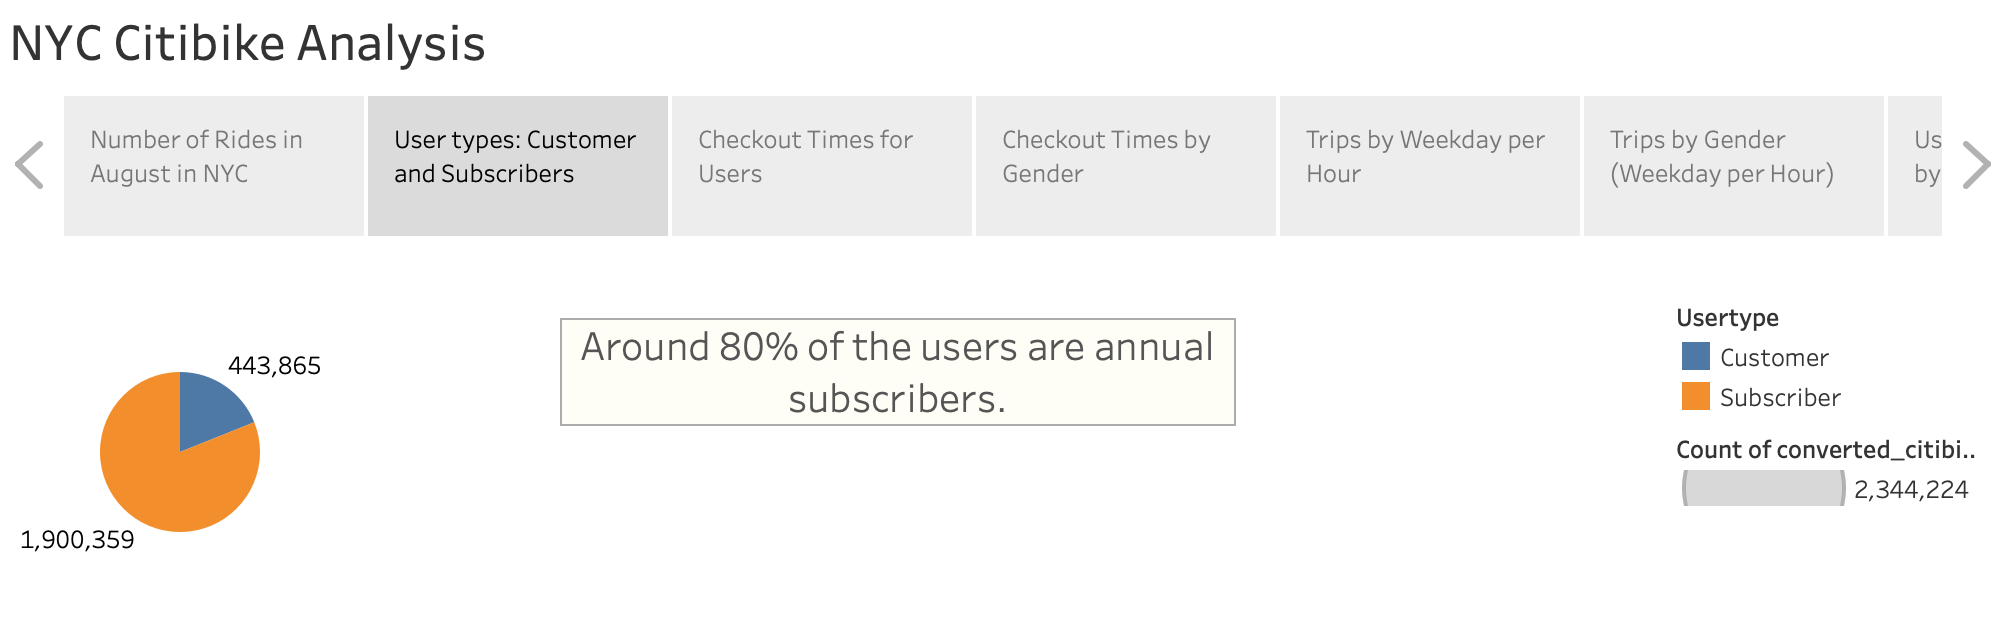 NYC Citibike Analysis
Number of Rides in
August in NYC
User types: Customer
and Subscribers
Checkout Times for
Users
Checkout Times by
Gender
Trips by Weekday per
Hour
Trips by Gender
(Weekday per Hour)
Us
by
443,865
1,900,359
Around 80% of the users are annual
subscribers.
Usertype
Customer
Subscriber
Count of converted_citibi..
2,344,224